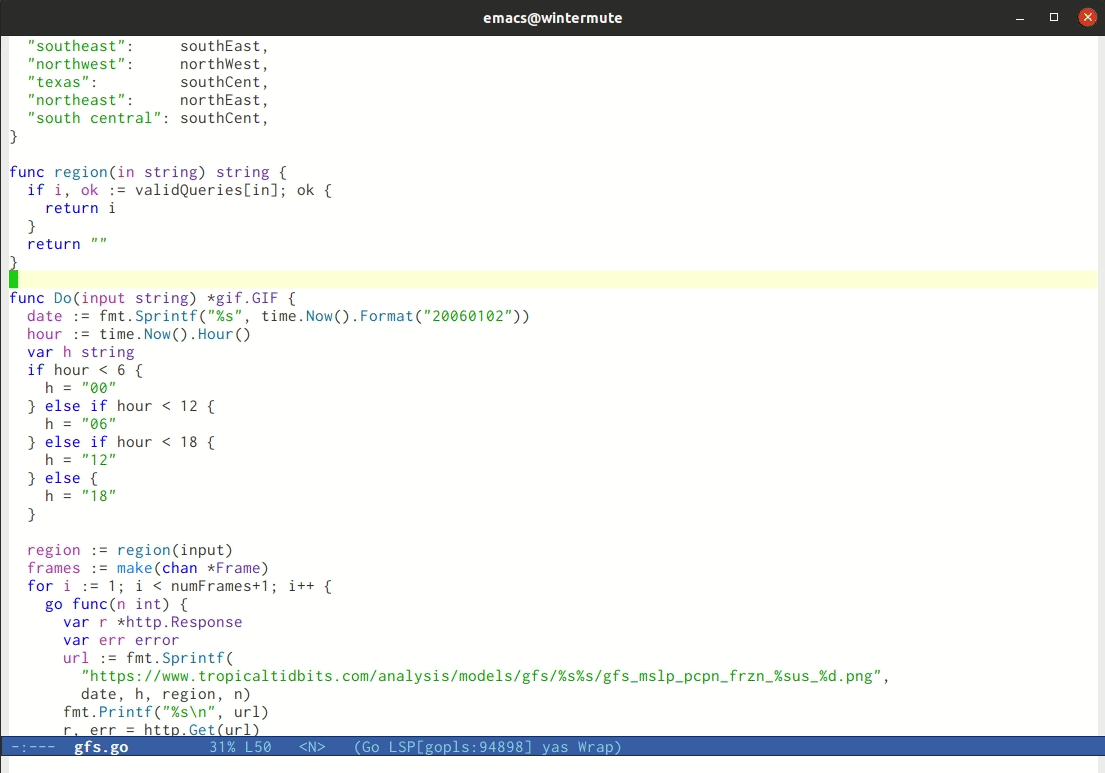 emacs@wintermute
  "southeast":     southEast,
  "northwest":     northWest,
  "texas":         southCent,
  "northeast":     northEast,
  "south central": southCent,
}

func region(in string) string {
  if i, ok := validQueries[in]; ok {
    return i
  }
  return ""
}

func Do(input string) *gif.GIF {
  date := fmt.Sprintf("%s", time.Now().Format("20060102"))
  hour := time.Now().Hour()
  var h string
  if hour < 6 {
    h = "00"
  } else if hour < 12 {
    h = "06"
  } else if hour < 18 {
    h = "12"
  } else {
    h = "18"
  }

  region := region(input)
  frames := make(chan *Frame)
  for i := 1; i < numFrames+1; i++ {
    go func(n int) {
      var r *http.Response
      var err error
      url := fmt.Sprintf(
        "https://www.tropicaltidbits.com/analysis/models/gfs/%s%s/gfs_mslp_pcpn_frzn_%sus_%d.png",
        date, h, region, n)
      fmt.Printf("%s\n", url)
      r, err = http.Get(url)
-:---  gfs.go         31% L50   <N>   (Go LSP[gopls:94898] yas Wrap)